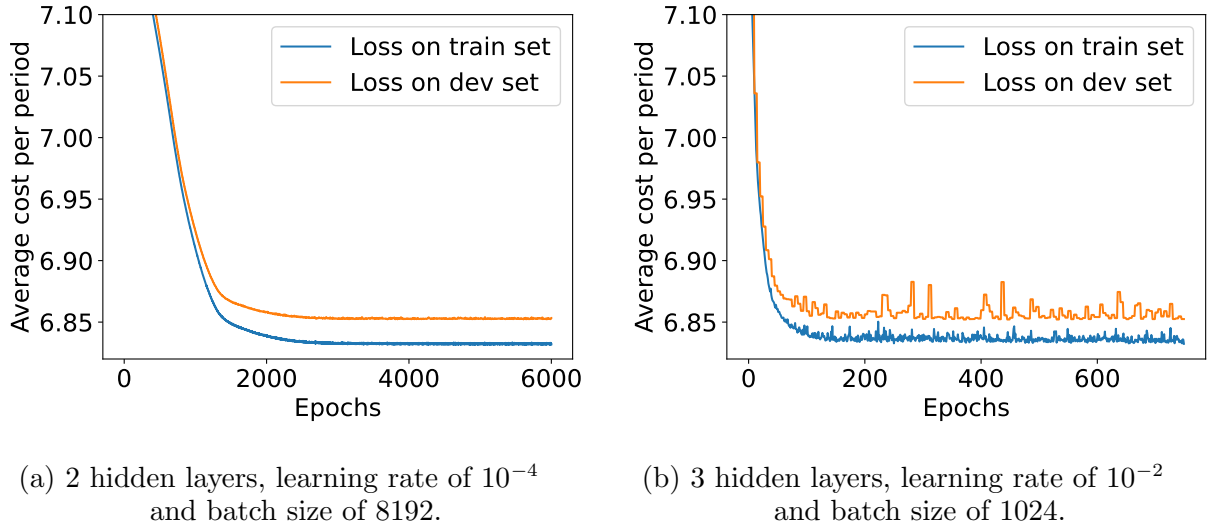 Average cost per period
7.10
7.05
7.00
6.95
6.90
6.85
Loss on train set
Loss on dev set
0 2000 4000 6000
Epochs
(a) 2 hidden layers, learning rate of 10⁻⁴
and batch size of 8192.
Average cost per period
7.10
7.05
7.00
6.95
6.90
6.85
Loss on train set
Loss on dev set
0 200 400 600
Epochs
(b) 3 hidden layers, learning rate of 10⁻²
and batch size of 1024.